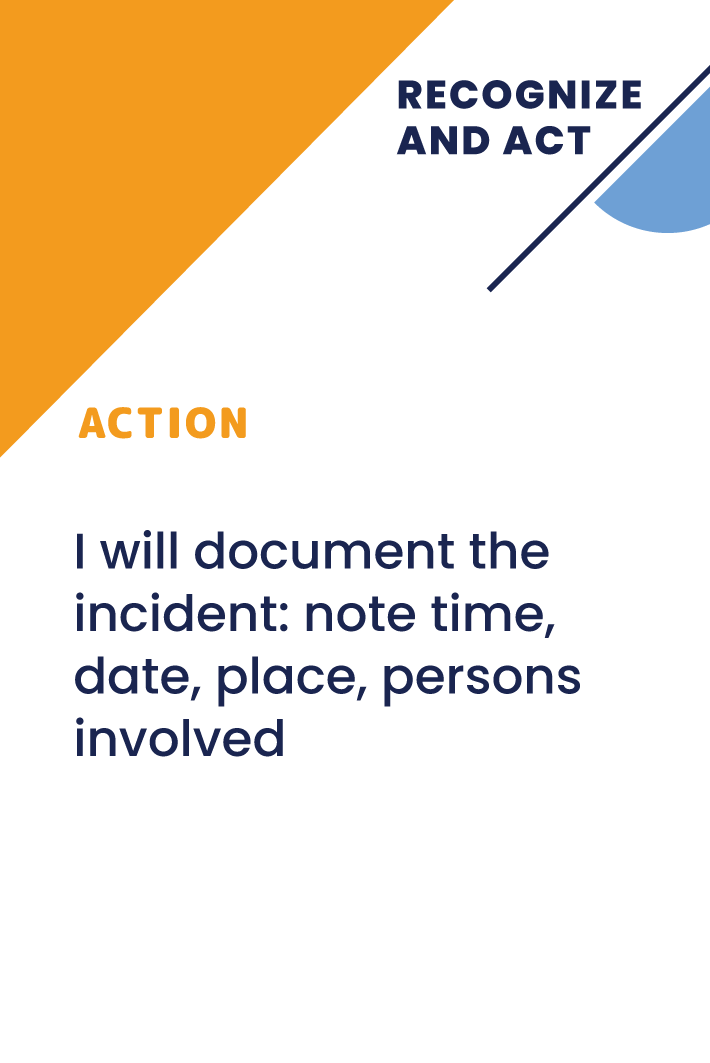 RECOGNIZE
AND ACT
ACTION
I will document the
incident: note time,
date, place, persons
involved